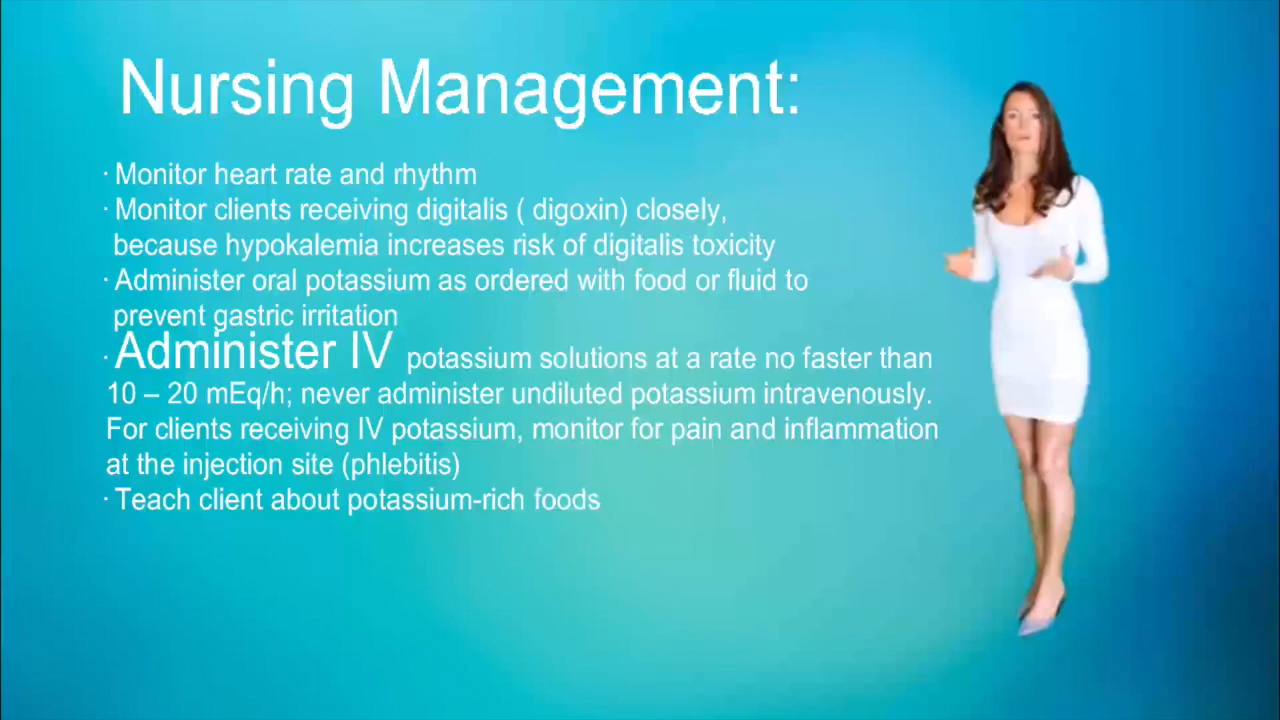 Nursing Management:
· Monitor heart rate and rhythm
· Monitor clients receiving digitalis ( digoxin) closely,
because hypokalemia increases risk of digitalis toxicity
· Administer oral potassium as ordered with food or fluid to
prevent gastric irritation
· Administer IV potassium solutions at a rate no faster than
10 – 20 mEq/h; never administer undiluted potassium intravenously.
For clients receiving IV potassium, monitor for pain and inflammation
at the injection site (phlebitis)
· Teach client about potassium-rich foods